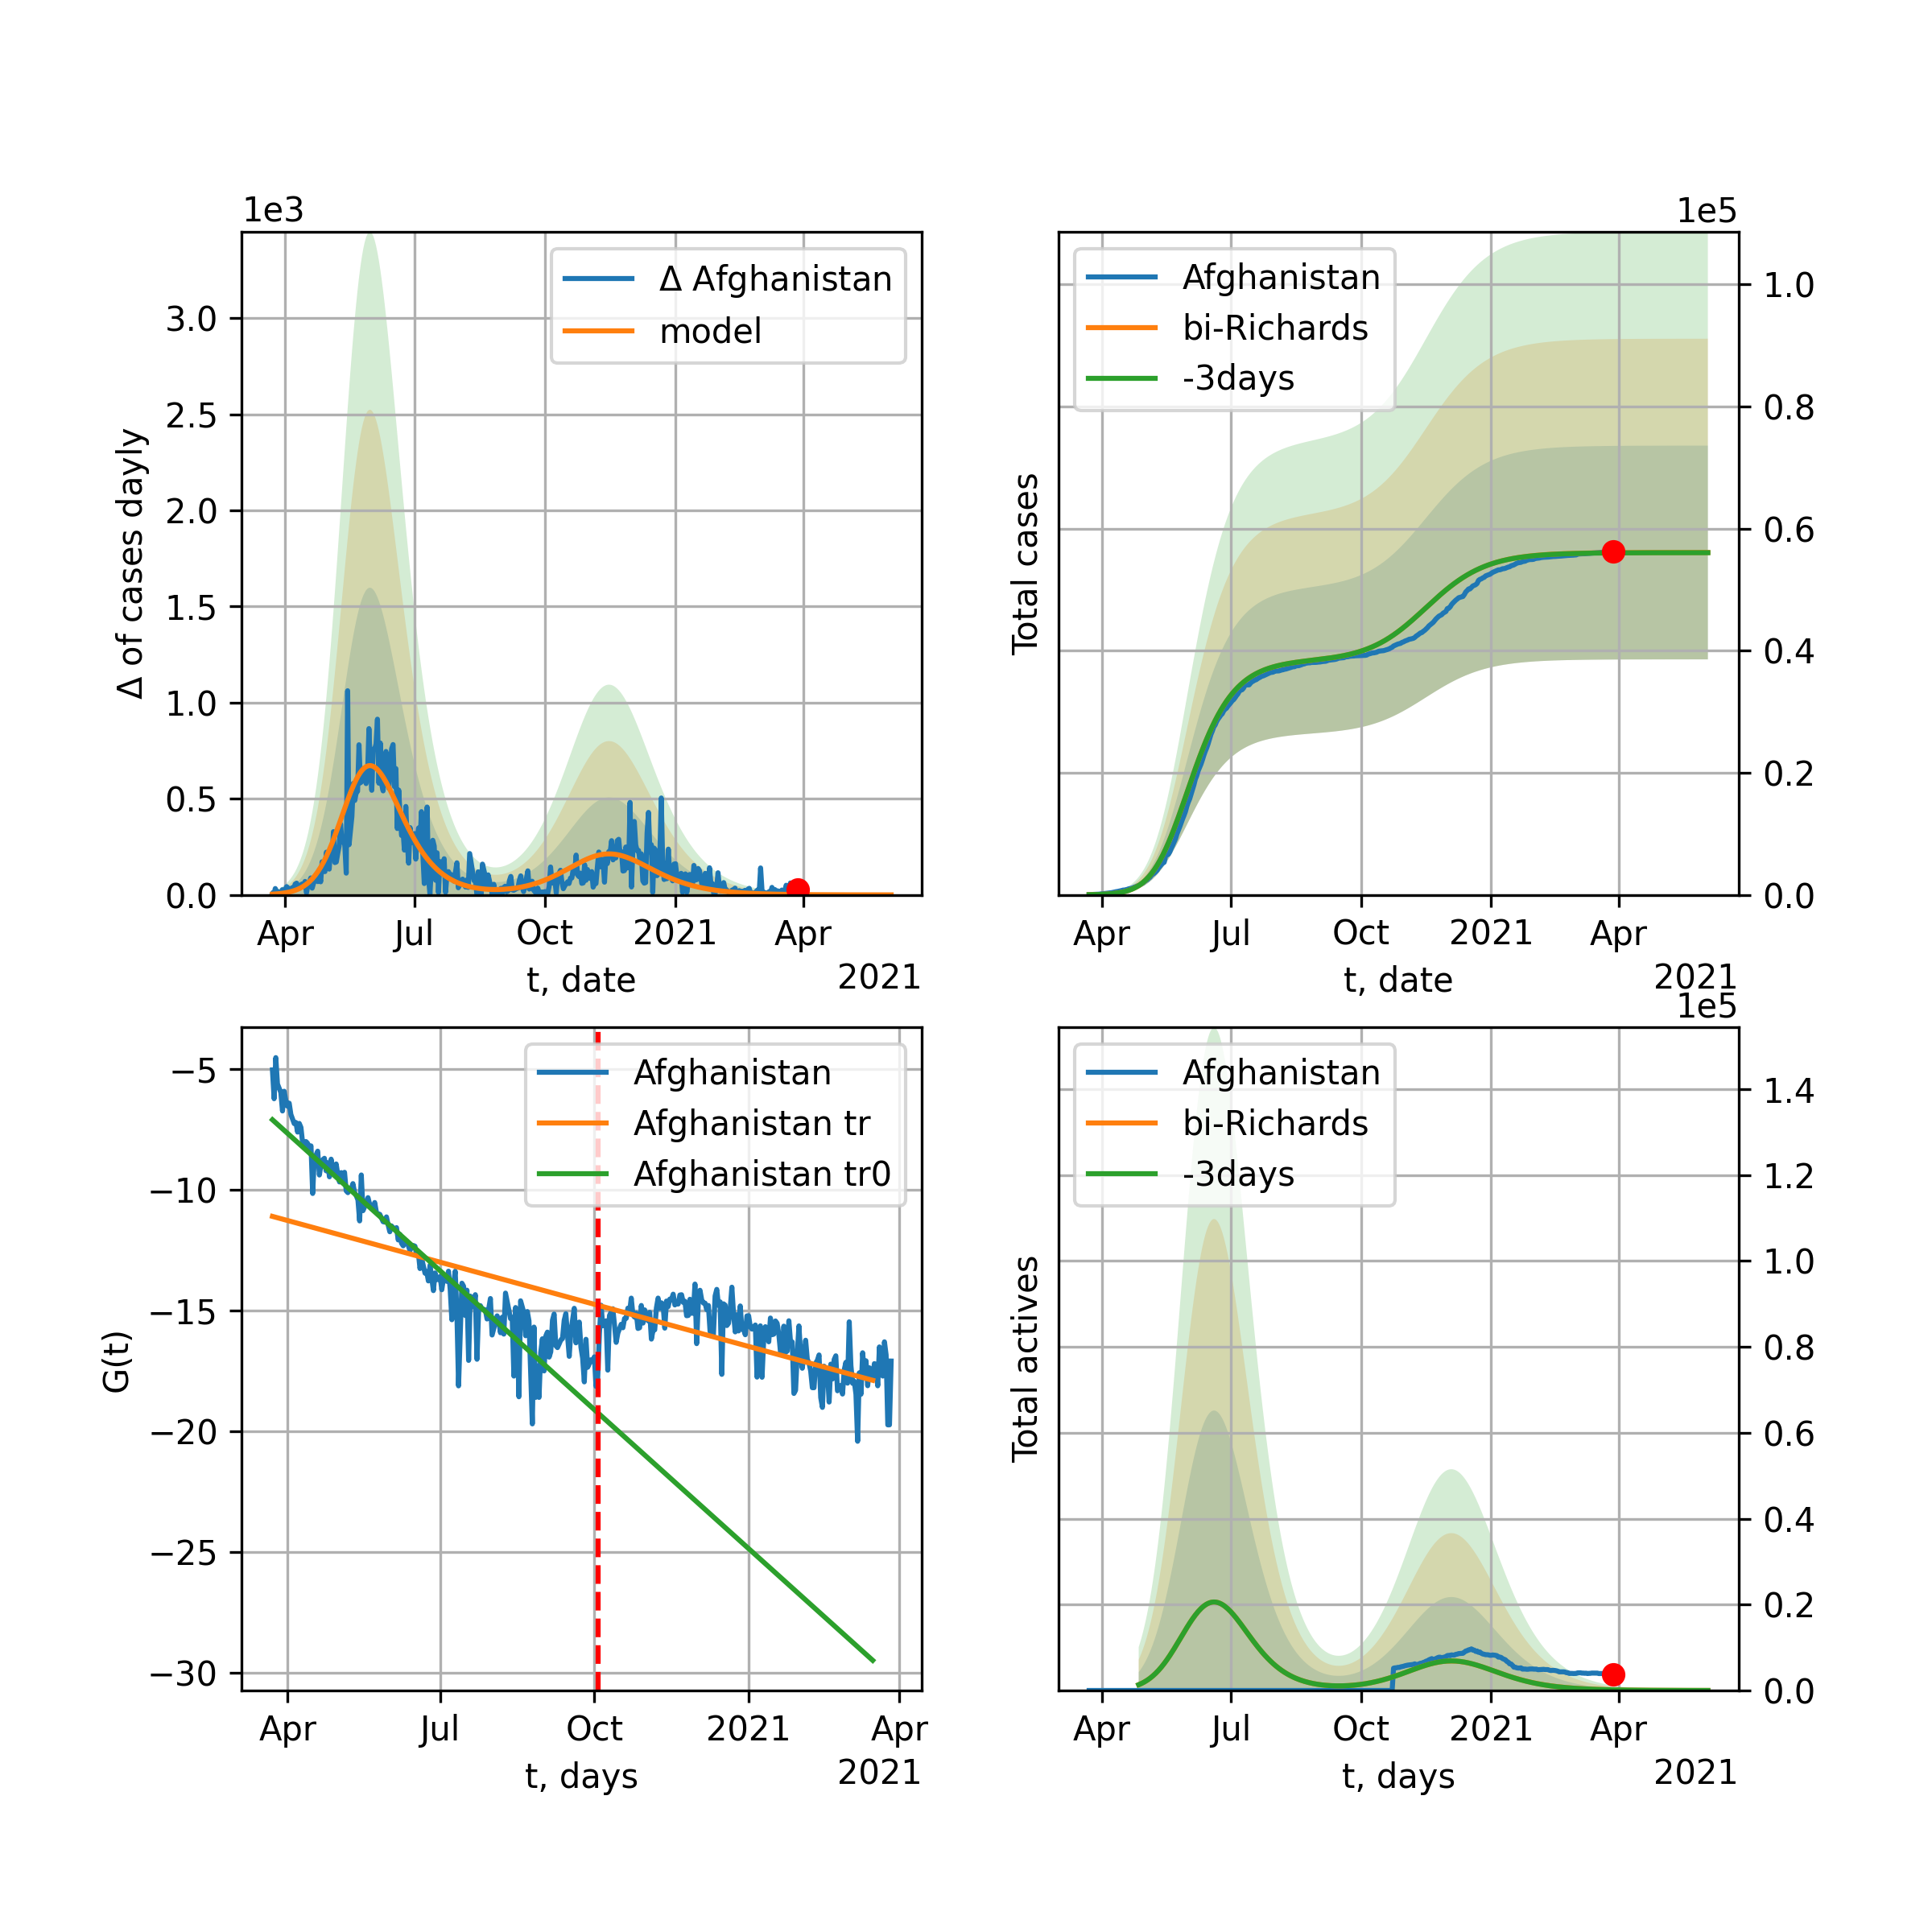 1e3
Δ of cases dayly
3.0
2.5
2.0
1.5
1.0
0.5
0.0
Δ Afghanistan
model
Apr Jul Oct 2021 Apr
t, date
2021
1e5
Total cases
Afghanistan
bi-Richards
-3days
1.0
0.8
0.6
0.4
0.2
0.0
Apr Jul Oct 2021 Apr
t, date
2021
G(t)
−5
−10
−15
−20
−25
−30
Afghanistan
Afghanistan tr
Afghanistan tr0
Apr Jul Oct 2021 Apr
t, days
2021
1e5
Total actives
Afghanistan
bi-Richards
-3days
1.4
1.2
1.0
0.8
0.6
0.4
0.2
0.0
Apr Jul Oct 2021 Apr
t, days
2021